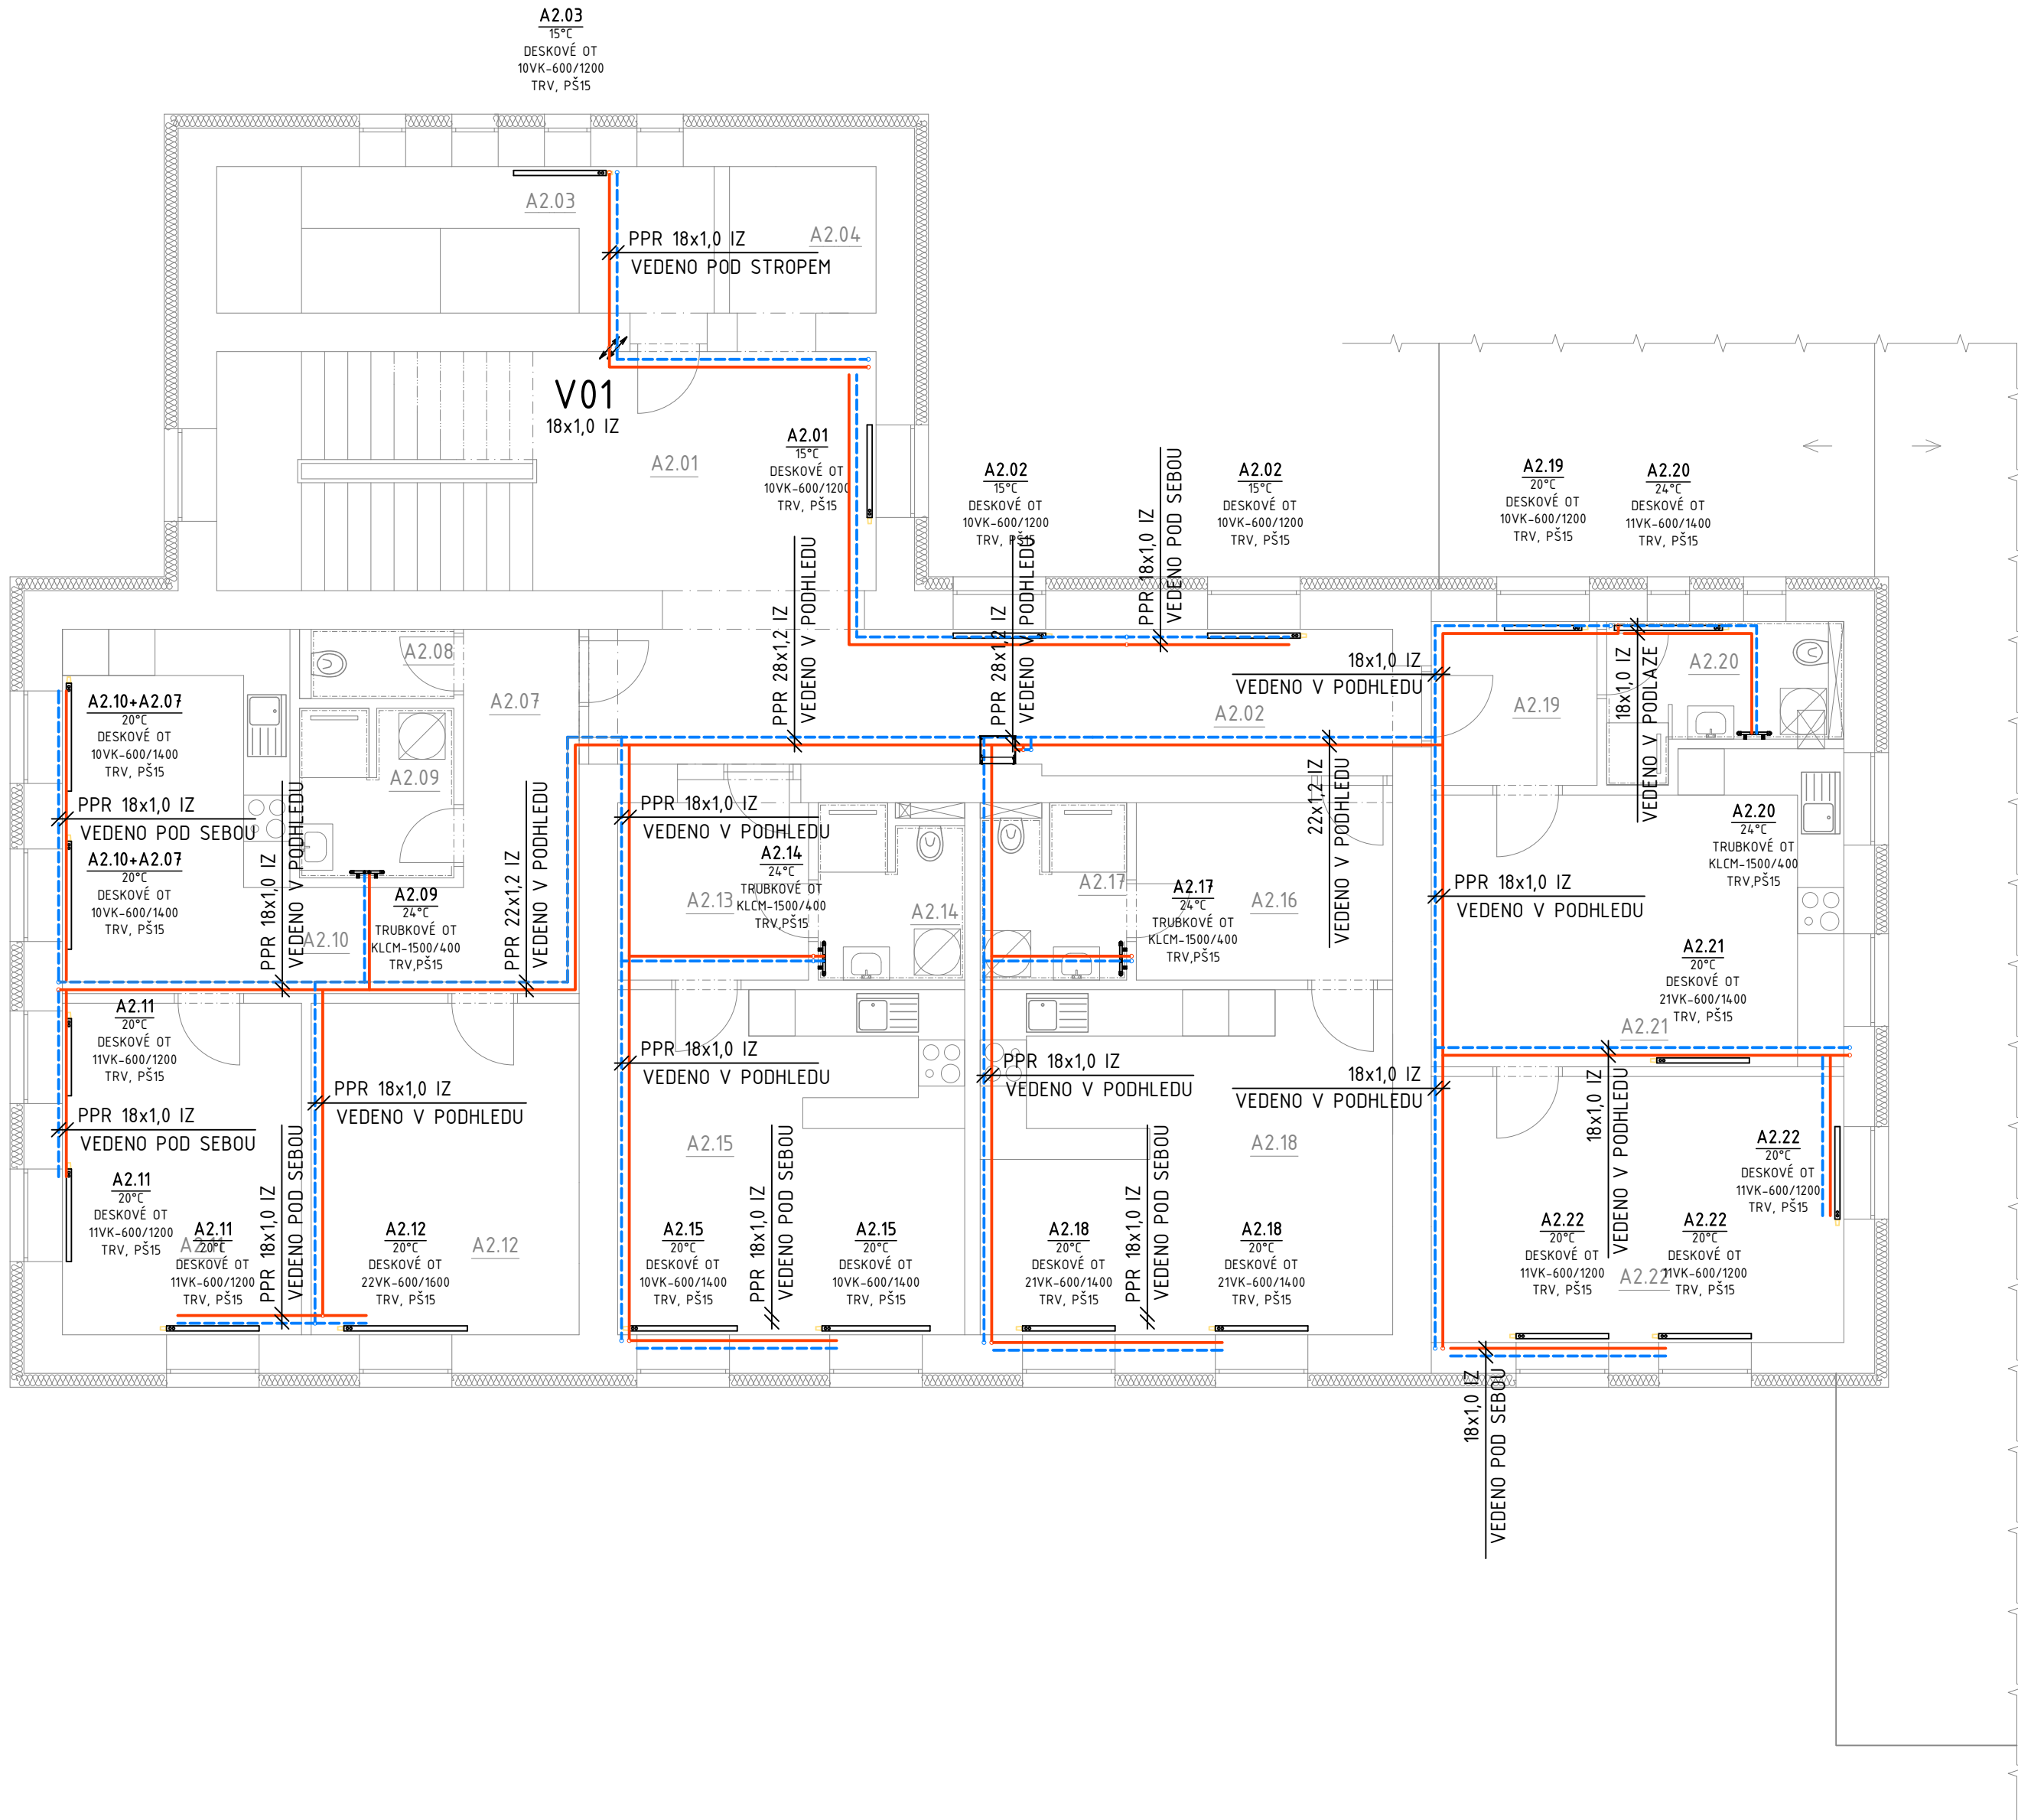 A2.03
15°C
DESKOVÉ OT
10VK-600/1200
TRV, PŠ15
A2.03
A2.04
PPR 18x1,0 IZ
VEDENO POD STROPEM
V01
18x1,0 IZ
A2.01
A2.01
15°C
DESKOVÉ OT
10VK-600/1200
TRV, PŠ15
A2.02
15°C
DESKOVÉ OT
10VK-600/1200
TRV, PŠ15
PPR 18x1,0 IZ
VEDENO POD SEBOU
A2.02
15°C
DESKOVÉ OT
10VK-600/1200
TRV, PŠ15
A2.19
20°C
DESKOVÉ OT
10VK-600/1200
TRV, PŠ15
A2.20
24°C
DESKOVÉ OT
11VK-600/1400
TRV, PŠ15
PPR 28x1,2 IZ
VEDENO V PODHLEDU
PPR 28x1,2 IZ
VEDENO V PODHLEDU
18x1,0 IZ
VEDENO V PODHLEDU
18x1,0 IZ
VEDENO V PODLAZE
A2.08
A2.07
A2.02
A2.19
A2.20
A2.10+A2.07
20°C
DESKOVÉ OT
10VK-600/1400
TRV, PŠ15
PPR 18x1,0 IZ
VEDENO POD SEBOU
A2.10+A2.07
20°C
DESKOVÉ OT
10VK-600/1400
TRV, PŠ15
PPR 18x1,0 IZ
VEDENO V PODHLEDU
A2.09
A2.09
24°C
TRUBKOVÉ OT
KLCM-1500/400
TRV,PŠ15
A2.10
PPR 22x1,2 IZ
VEDENO V PODHLEDU
PPR 18x1,0 IZ
VEDENO V PODHLEDU
A2.14
24°C
TRUBKOVÉ OT
KLCM-1500/400
TRV,PŠ15
A2.13
A2.14
A2.17
A2.17
24°C
TRUBKOVÉ OT
KLCM-1500/400
TRV,PŠ15
A2.16
22x1,2 IZ
VEDENO V PODHLEDU
PPR 18x1,0 IZ
VEDENO V PODHLEDU
A2.20
24°C
TRUBKOVÉ OT
KLCM-1500/400
TRV,PŠ15
A2.21
20°C
DESKOVÉ OT
21VK-600/1400
TRV, PŠ15
A2.21
A2.11
20°C
DESKOVÉ OT
11VK-600/1200
TRV, PŠ15
PPR 18x1,0 IZ
VEDENO POD SEBOU
PPR 18x1,0 IZ
VEDENO V PODHLEDU
PPR 18x1,0 IZ
VEDENO V PODHLEDU
PPR 18x1,0 IZ
VEDENO V PODHLEDU
18x1,0 IZ
VEDENO V PODHLEDU
18x1,0 IZ
VEDENO V PODHLEDU
A2.11
20°C
DESKOVÉ OT
11VK-600/1200
TRV, PŠ15
A2.11
A2.11
20°C
DESKOVÉ OT
11VK-600/1200
TRV, PŠ15
PPR 18x1,0 IZ
VEDENO POD SEBOU
A2.12
20°C
DESKOVÉ OT
22VK-600/1600
TRV, PŠ15
A2.12
A2.15
A2.15
20°C
DESKOVÉ OT
10VK-600/1400
TRV, PŠ15
PPR 18x1,0 IZ
VEDENO POD SEBOU
A2.15
20°C
DESKOVÉ OT
10VK-600/1400
TRV, PŠ15
A2.18
20°C
DESKOVÉ OT
21VK-600/1400
TRV, PŠ15
PPR 18x1,0 IZ
VEDENO POD SEBOU
A2.18
A2.18
20°C
DESKOVÉ OT
21VK-600/1400
TRV, PŠ15
A2.22
20°C
DESKOVÉ OT
11VK-600/1200
TRV, PŠ15
A2.22
20°C
DESKOVÉ OT
11VK-600/1200
TRV, PŠ15
A2.22
A2.22
20°C
DESKOVÉ OT
11VK-600/1200
TRV, PŠ15
18x1,0 IZ
VEDENO POD SEBOU